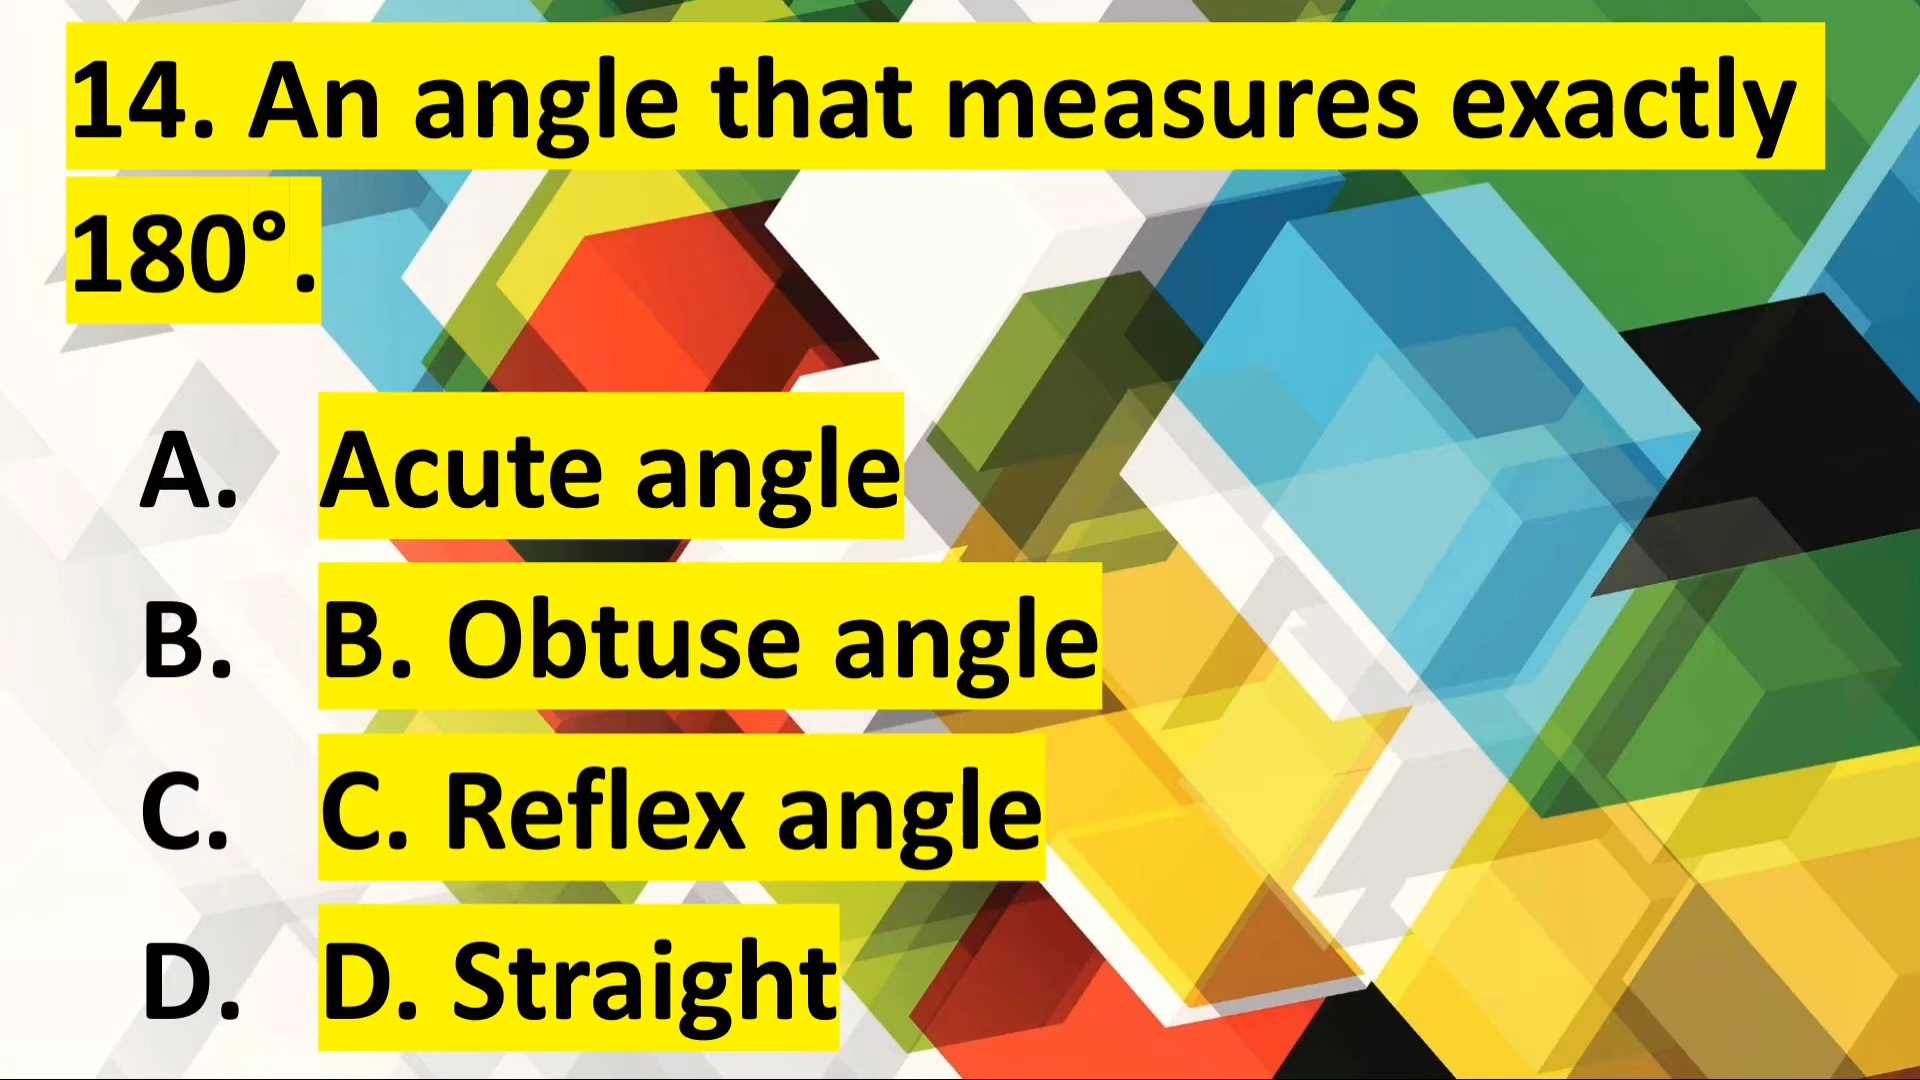 14. An angle that measures exactly
180°.
A. Acute angle
B. B. Obtuse angle
C. C. Reflex angle
D. D. Straight